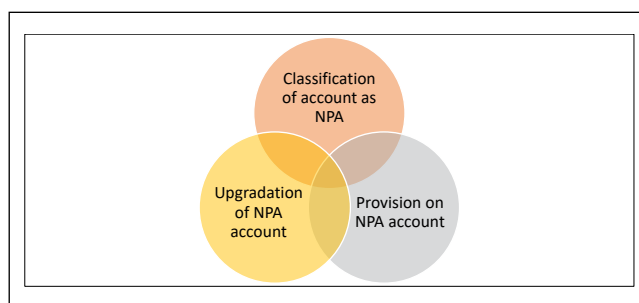 Classification
of account as
NPA
Upgradation
of NPA
account
Provision on
NPA account